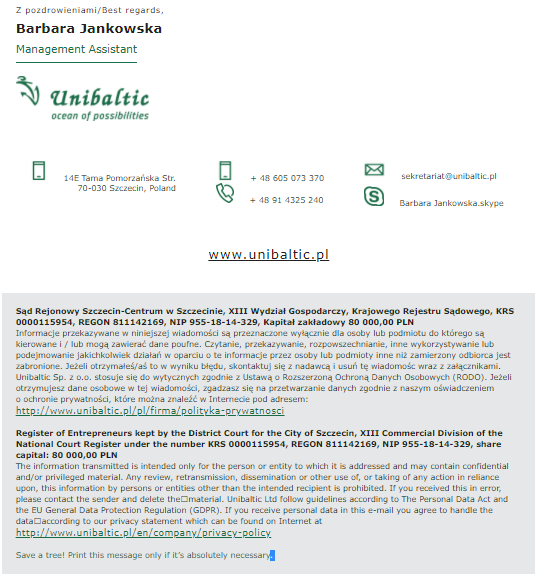 Z pozdrowieniami/Best regards,
Barbara Jankowska
Management Assistant
Unibaltic
ocean of possibilities
14E Tama Pomorzańska Str.
70-030 Szczecin, Poland
+ 48 605 073 370
+ 48 91 4325 240
sekretariat@unibaltic.pl
Barbara Jankowska.skype
www.unibaltic.pl
Sąd Rejonowy Szczecin-Centrum w Szczecinie, XIII Wydział Gospodarczy, Krajowego Rejestru Sądowego, KRS
0000115954, REGON 811142169, NIP 955-18-14-329, Kapitał zakładowy 80 000,00 PLN
Informacje przekazywane w niniejszej wiadomości są przeznaczone wyłącznie dla osoby lub podmiotu do którego są
kierowane i / lub mogą zawierać dane poufne. Czytanie, przekazywanie, rozpowszechnianie, inne wykorzystywanie lub
podejmowanie jakichkolwiek działań w oparciu o te informacje przez osoby lub podmioty inne niż zamierzony odbiorca jest
zabronione. Jeżeli otrzymałeś/aś to w wyniku błędu, skontaktuj się z nadawcą i usuń tę wiadomośc wraz z załącznikami.
Unibaltic Sp. z o.o. stosuje się do wytycznych zgodnie z Ustawą o Rozszerzoną Ochroną Danych Osobowych (RODO). Jeżeli
otrzymujesz dane osobowe w tej wiadomości, zgadzasz się na przetwarzanie danych zgodnie z naszym oświadczeniem
o ochronie prywatności, które można znaleźć w Internecie pod adresem:
http://www.unibaltic.pl/pl/firma/polityka-prywatnosci
Register of Entrepreneurs kept by the District Court for the City of Szczecin, XIII Commercial Division of the
National Court Register under the number KRS 0000115954, REGON 811142169, NIP 955-18-14-329, share
capital: 80 000,00 PLN
The information transmitted is intended only for the person or entity to which it is addressed and may contain confidential
and/or privileged material. Any review, retransmission, dissemination or other use of, or taking of any action in reliance
upon, this information by persons or entities other than the intended recipient is prohibited. If you received this in error,
please contact the sender and delete the□material. Unibaltic Ltd follow guidelines according to The Personal Data Act and
the EU General Data Protection Regulation (GDPR). If you receive personal data in this e-mail you agree to handle the
data□according to our privacy statement which can be found on Internet at
http://www.unibaltic.pl/en/company/privacy-policy
Save a tree! Print this message only if it's absolutely necessary.